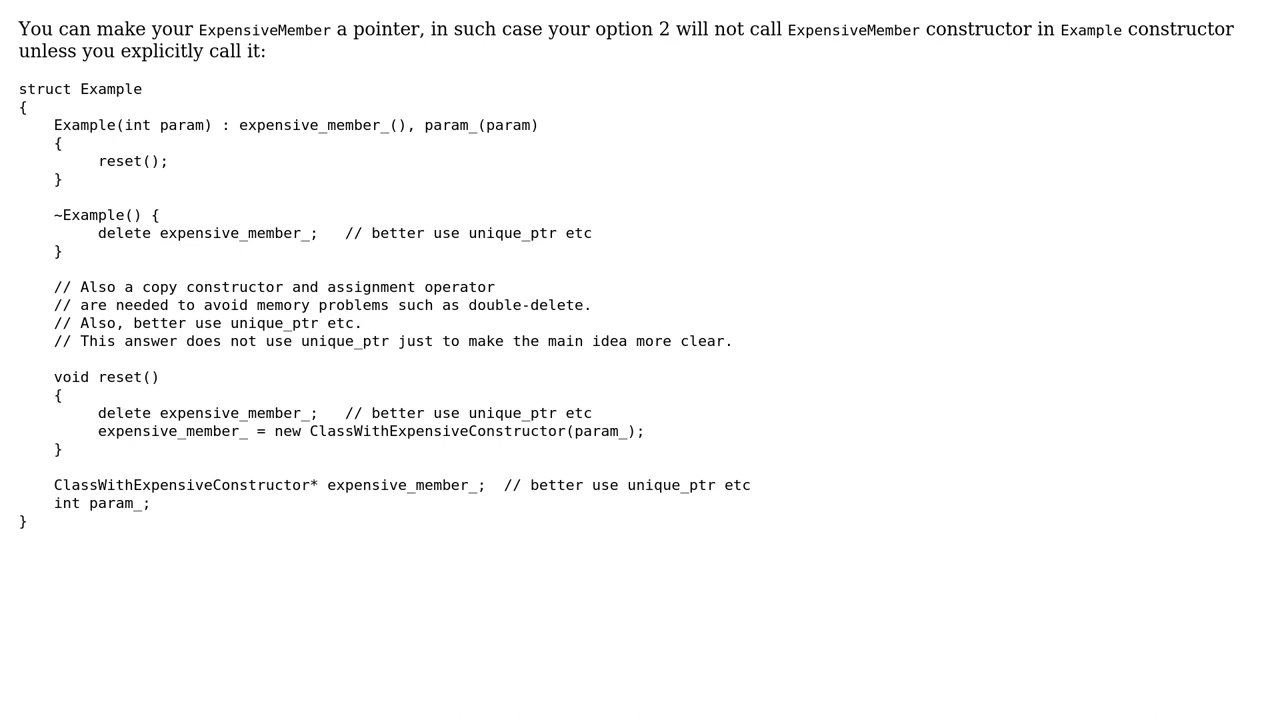 You can make your ExpensiveMember a pointer, in such case your option 2 will not call ExpensiveMember constructor in Example constructor
unless you explicitly call it:
struct Example
{
    Example(int param) : expensive_member_(), param_(param)
    {
         reset();
    }
    ~Example() {
         delete expensive_member_;   // better use unique_ptr etc
    }
    // Also a copy constructor and assignment operator
    // are needed to avoid memory problems such as double-delete.
    // Also, better use unique_ptr etc.
    // This answer does not use unique_ptr just to make the main idea more clear.
    void reset()
    {
         delete expensive_member_;   // better use unique_ptr etc
         expensive_member_ = new ClassWithExpensiveConstructor(param_);
    }
    ClassWithExpensiveConstructor* expensive_member_;  // better use unique_ptr etc
    int param_;
}